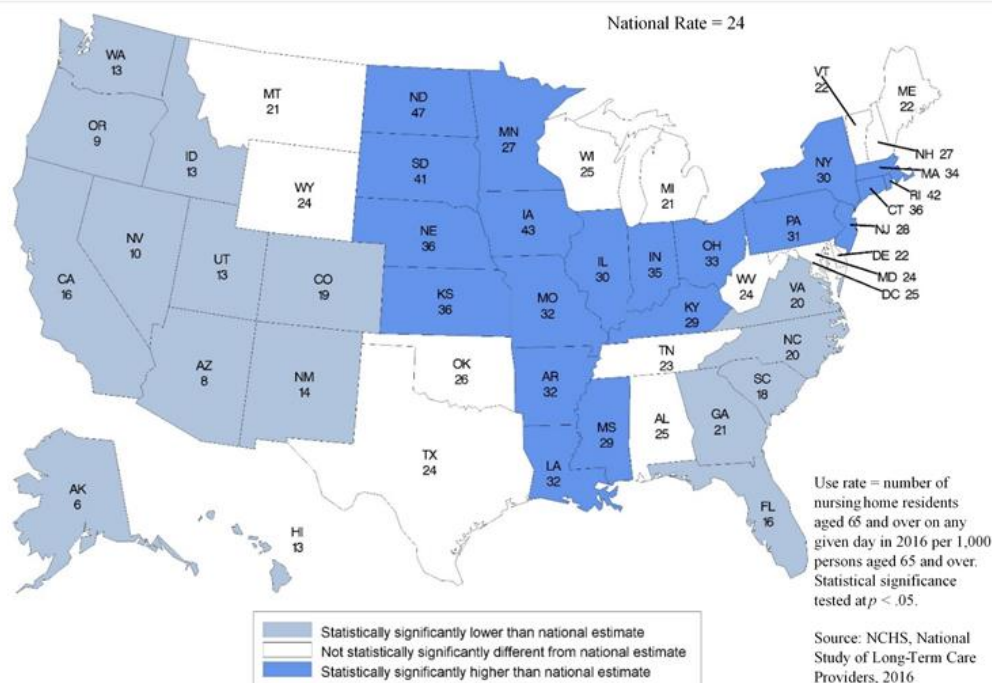 National Rate = 24
WA
13
MT
21
ND
47
MN
27
VT
22
ME
22
OR
9
ID
13
SD
41
WI
25
MI
21
NY
30
NH 27
MA 34
RI 42
CT 36
NJ 28
WY
24
IA
43
NE
36
PA
31
DE 22
MD 24
DC 25
NV
10
UT
13
CO
19
IL
30
IN
35
OH
33
WV
24
VA
20
CA
16
KS
36
MO
32
KY
29
NC
20
AZ
8
NM
14
OK
26
AR
32
TN
23
SC
18
MS
29
AL
25
GA
21
TX
24
LA
32
AK
6
HI
13
FL
16
Use rate = number of
nursing home residents
aged 65 and over on any
given day in 2016 per 1,000
persons aged 65 and over.
Statistical significance
tested at p < .05.
Source: NCHS, National
Study of Long-Term Care
Providers, 2016
Statistically significantly lower than national estimate
Not statistically significantly different from national estimate
Statistically significantly higher than national estimate